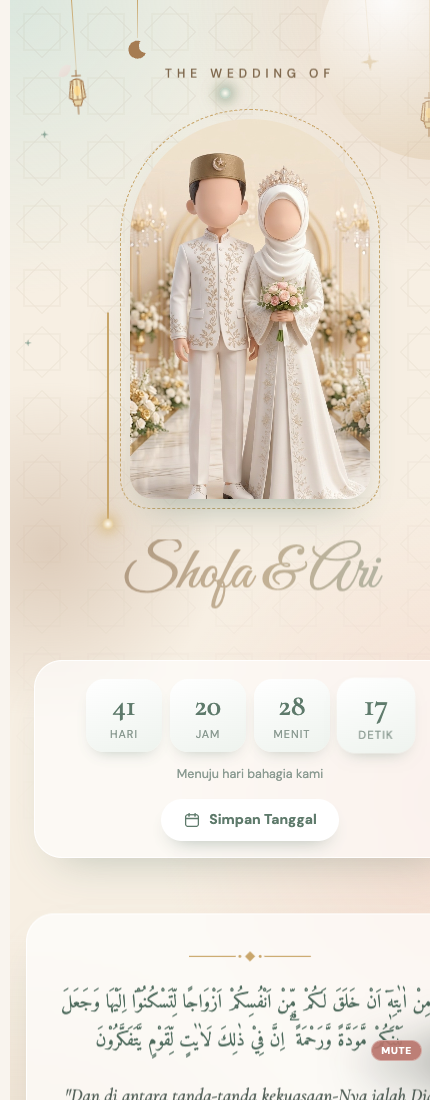 THE WEDDING OF
Shofa & Ari
41 20 28 17
HARI JAM MENIT DETIK
Menuju hari bahagia kami
Simpan Tanggal
اٰيٰتِهٖٓ اَنْ خَلَقَ لَكُمْ مِّنْ اَنْفُسِكُمْ اَزْوَاجًا لِّتَسْكُنُوْٓا اِلَيْهَا وَجَعَلَ
بَيْنَكُمْ مَّوَدَّةً وَّرَحْمَةً ۗ اِنَّ فِيْ ذٰلِكَ لَاٰيٰتٍ لِّقَوْمٍ يَّتَفَكَّرُوْنَ
MUTE
"Dan di antara tanda-tanda kekuasaan-Nya ialah